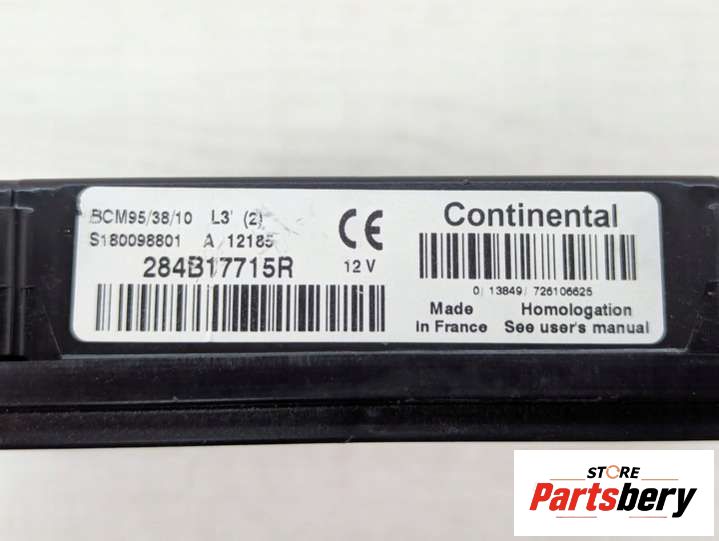 BCM95/38/10 L3' (2)
S180098801 A 12185
284B17715R 12 V
CE
Continental
0/ 13849/ 726106625
Made in France
Homologation See user's manual
STORE
Partsbery